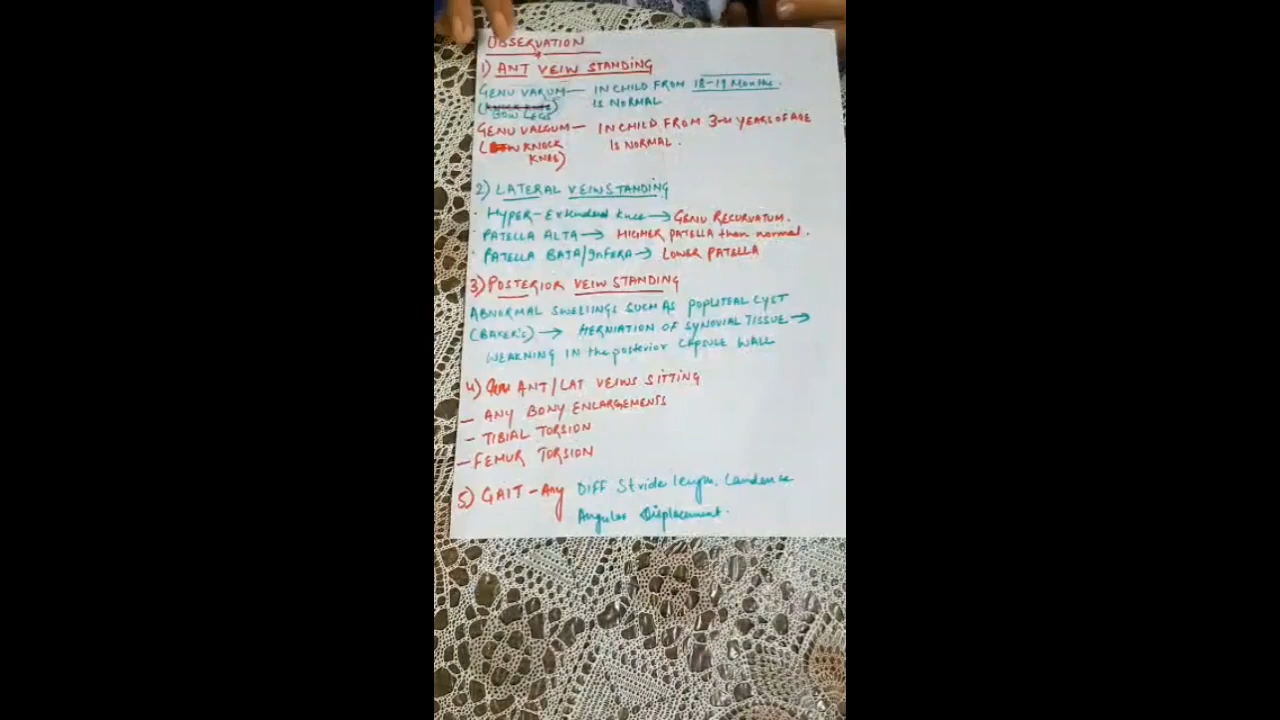 OBSERVATION
1) ANT VEIW STANDING
GENU VARUM — IN CHILD FROM 18-19 Months.
(BOW LEGS) IS NORMAL
GENU VALGUM — IN CHILD FROM 3-4 YEARS OF AGE
(KNOCK IS NORMAL.
KNEE)
2) LATERAL VEIW STANDING
· HYPER-Extended knee → GENU RECURVATUM.
· PATELLA ALTA → HIGHER PATELLA than normal.
· PATELLA BATA/InFERA → LOWER PATELLA
3) POSTERIOR VEIW STANDING
ABNORMAL SWELLINGS SUCH AS POPLITEAL CYST
(BAKER'S) → HERNIATION OF SYNOVIAL TISSUE →
WEAKNING IN the posterior CAPSULE WALL
4) ANT/LAT VEIWS SITTING
— ANY BONY ENLARGEMENTS
— TIBIAL TORSION
— FEMUR TORSION
5) GAIT – Any DIFF Stride length, Candence
Angular Displacement.